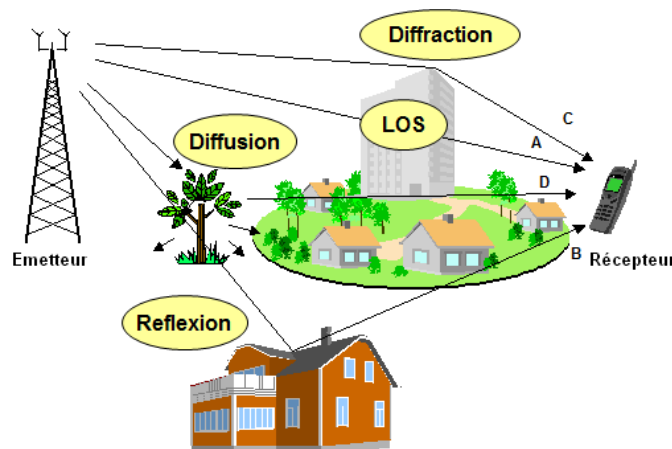 Diffraction
LOS
C
A
Diffusion
D
Emetteur
B
Récepteur
Reflexion